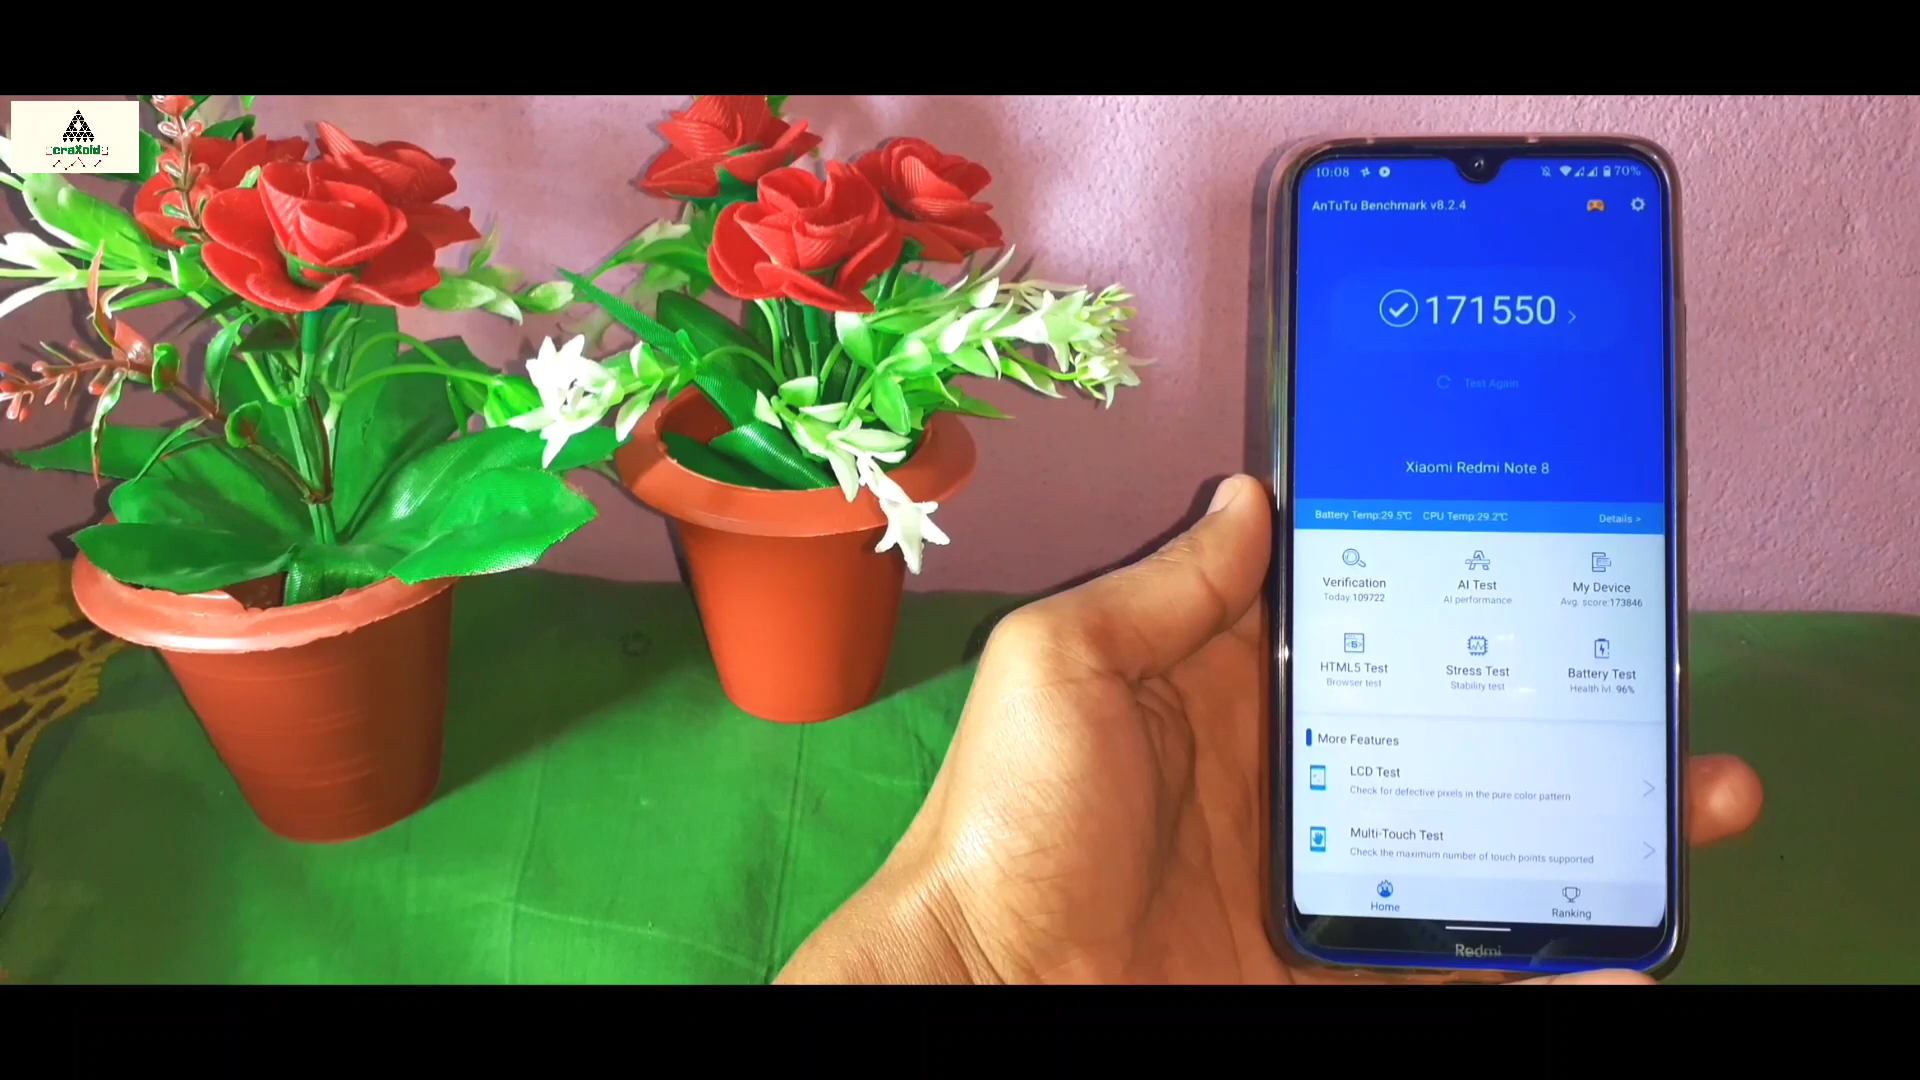 craXoid
10:08
70%
AnTuTu Benchmark v8.2.4
171550
Test Again
Xiaomi Redmi Note 8
Battery Temp:29.5℃ CPU Temp:29.2℃ Details >
Verification
Today:109722
AI Test
AI performance
My Device
Avg. score:173846
HTML5 Test
Browser test
Stress Test
Stability test
Battery Test
Health lvl: 96%
More Features
LCD Test
Check for defective pixels in the pure color pattern
Multi-Touch Test
Check the maximum number of touch points supported
Home
Ranking
Redmi